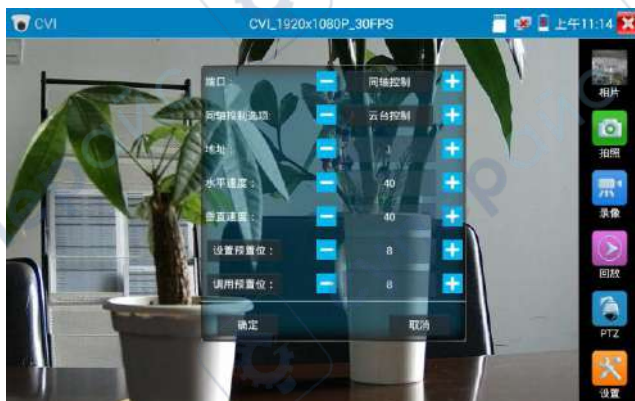 CVI CVI_1920x1080P_30FPS 上午11:14
端口： 同轴控制
同轴控制选项: 云台控制
地址： 1
水平速度： 40
垂直速度： 40
设置预置位： 8
调用预置位： 8
确定 取消
相片
拍照
录像
回放
PTZ
设置